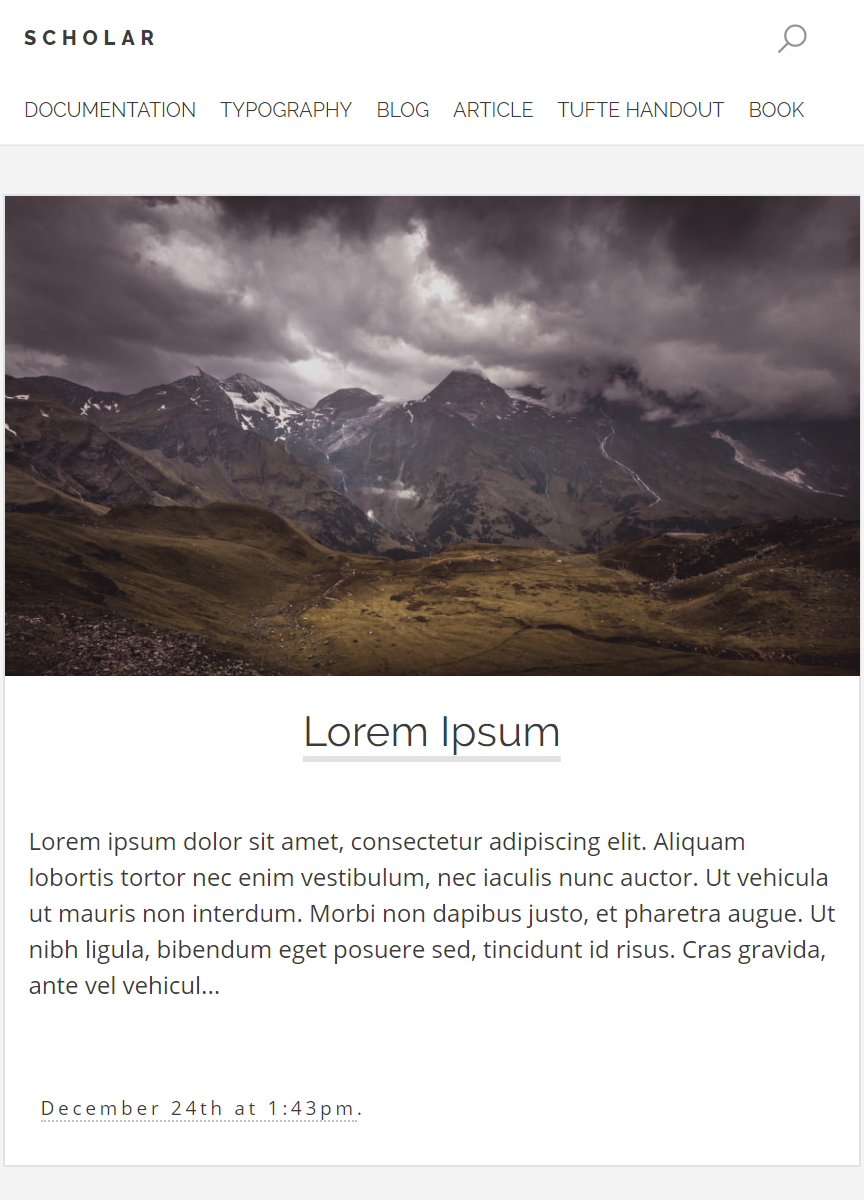 SCHOLAR
DOCUMENTATION TYPOGRAPHY BLOG ARTICLE TUFTE HANDOUT BOOK
Lorem Ipsum
Lorem ipsum dolor sit amet, consectetur adipiscing elit. Aliquam
lobortis tortor nec enim vestibulum, nec iaculis nunc auctor. Ut vehicula
ut mauris non interdum. Morbi non dapibus justo, et pharetra augue. Ut
nibh ligula, bibendum eget posuere sed, tincidunt id risus. Cras gravida,
ante vel vehicul...
December 24th at 1:43pm.